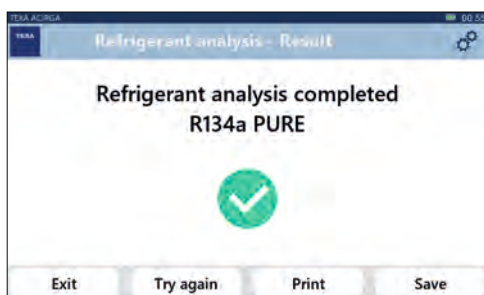 TEXA ACIRGA
00:55
TEXA
Refrigerant analysis - Result
Refrigerant analysis completed
R134a PURE
Exit
Try again
Print
Save